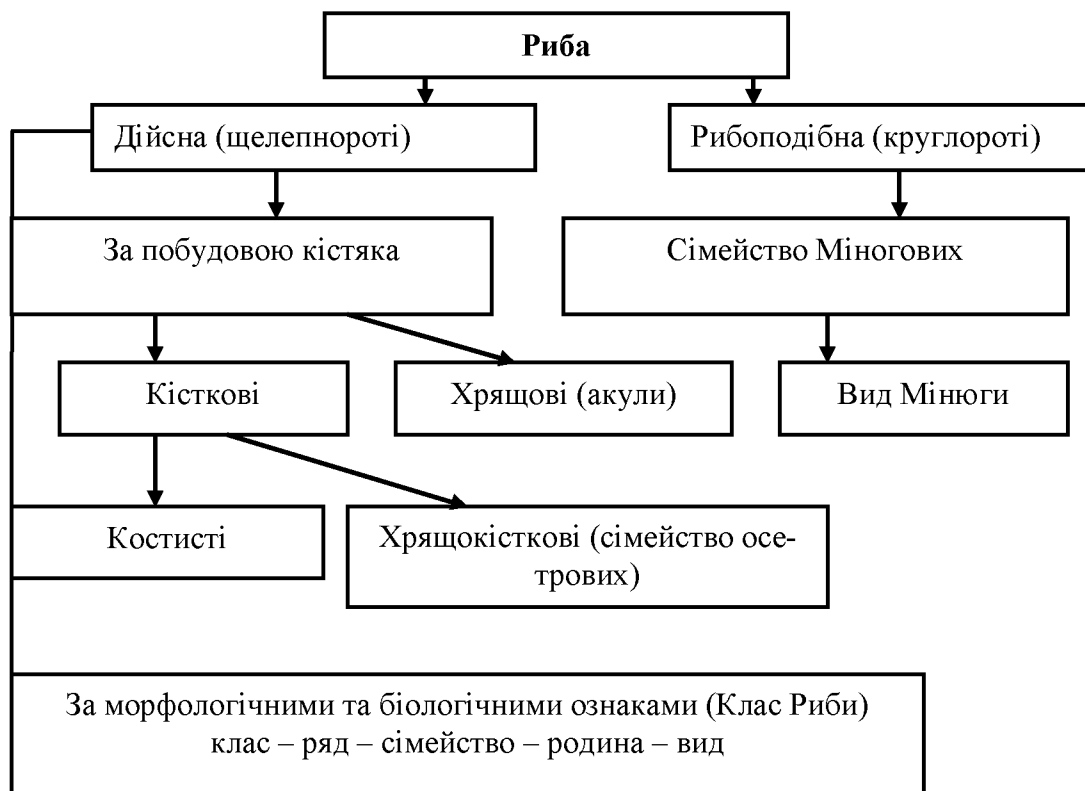 Риба
Дійсна (щелепнороті)
Рибоподібна (круглороті)
За побудовою кістяка
Сімейство Міногових
Кісткові
Хрящові (акули)
Вид Мінюги
Костисті
Хрящокісткові (сімейство осе-
трових)
За морфологічними та біологічними ознаками (Клас Риби)
клас – ряд – сімейство – родина – вид